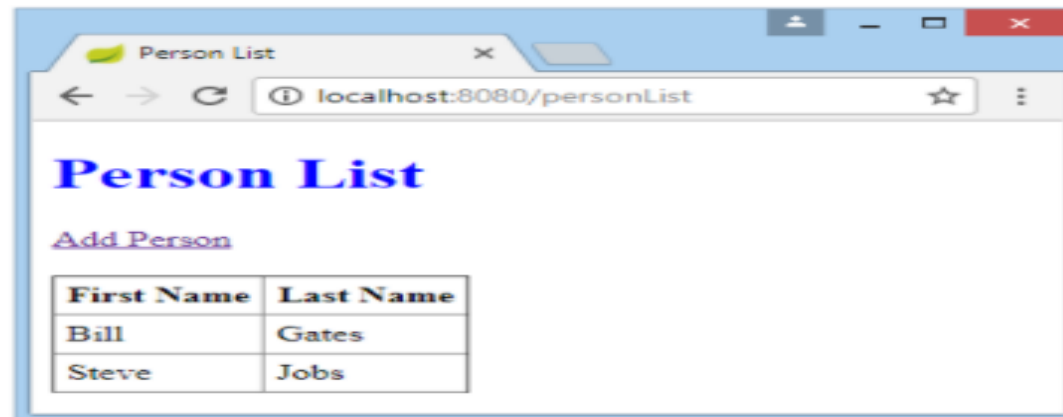 Person List
localhost:8080/personList
Person List
Add Person
First Name Last Name
Bill Gates
Steve Jobs